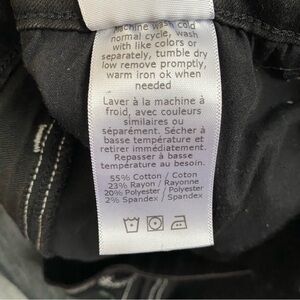 Machine wash cold
normal cycle, wash
with like colors or
separately, tumble dry
low remove promptly,
warm iron ok when
needed
Laver à la machine à
froid, avec couleurs
similaires ou
séparément. Sécher à
basse température et
retirer immédiatement.
Repasser à basse
température au besoin.
55% Cotton / Coton
23% Rayon / Rayonne
20% Polyester / Polyester
2% Spandex / Spandex